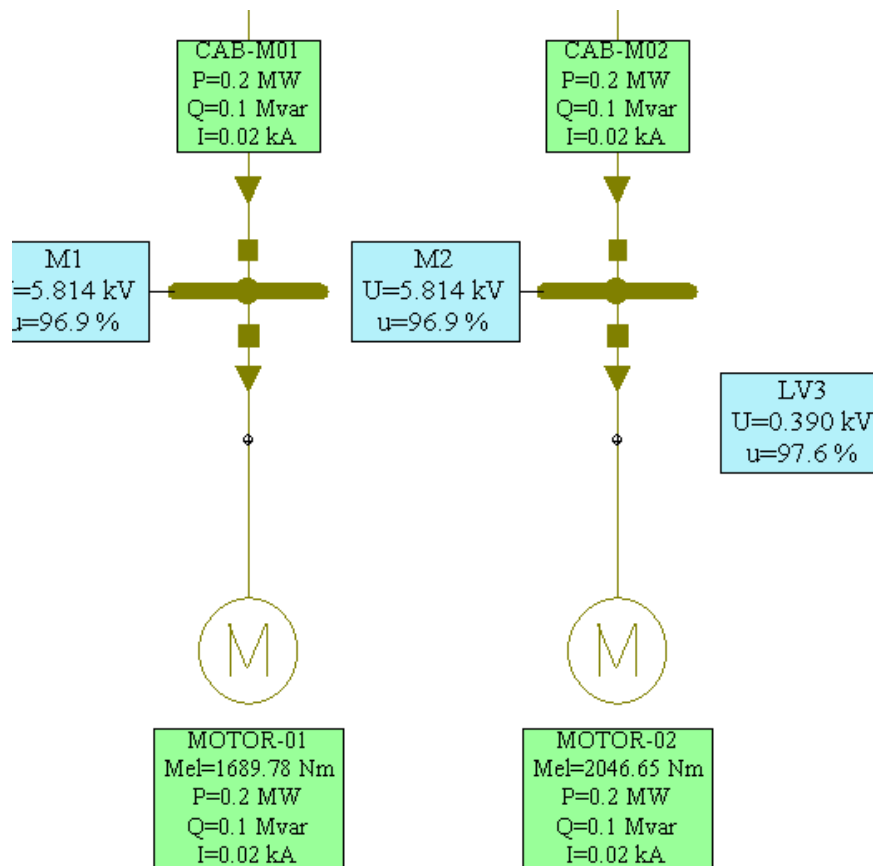 CAB-M01
P=0.2 MW
Q=0.1 Mvar
I=0.02 kA
CAB-M02
P=0.2 MW
Q=0.1 Mvar
I=0.02 kA
M1
=5.814 kV
u=96.9 %
M2
U=5.814 kV
u=96.9 %
LV3
U=0.390 kV
u=97.6 %
M
M
MOTOR-01
Mel=1689.78 Nm
P=0.2 MW
Q=0.1 Mvar
I=0.02 kA
MOTOR-02
Mel=2046.65 Nm
P=0.2 MW
Q=0.1 Mvar
I=0.02 kA